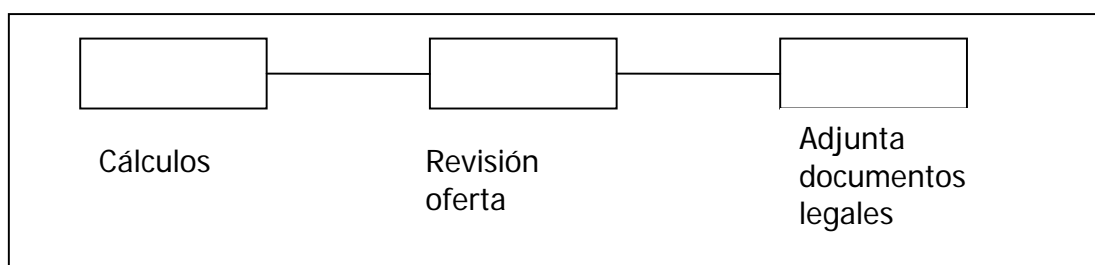 Cálculos
Revisión
oferta
Adjunta
documentos
legales